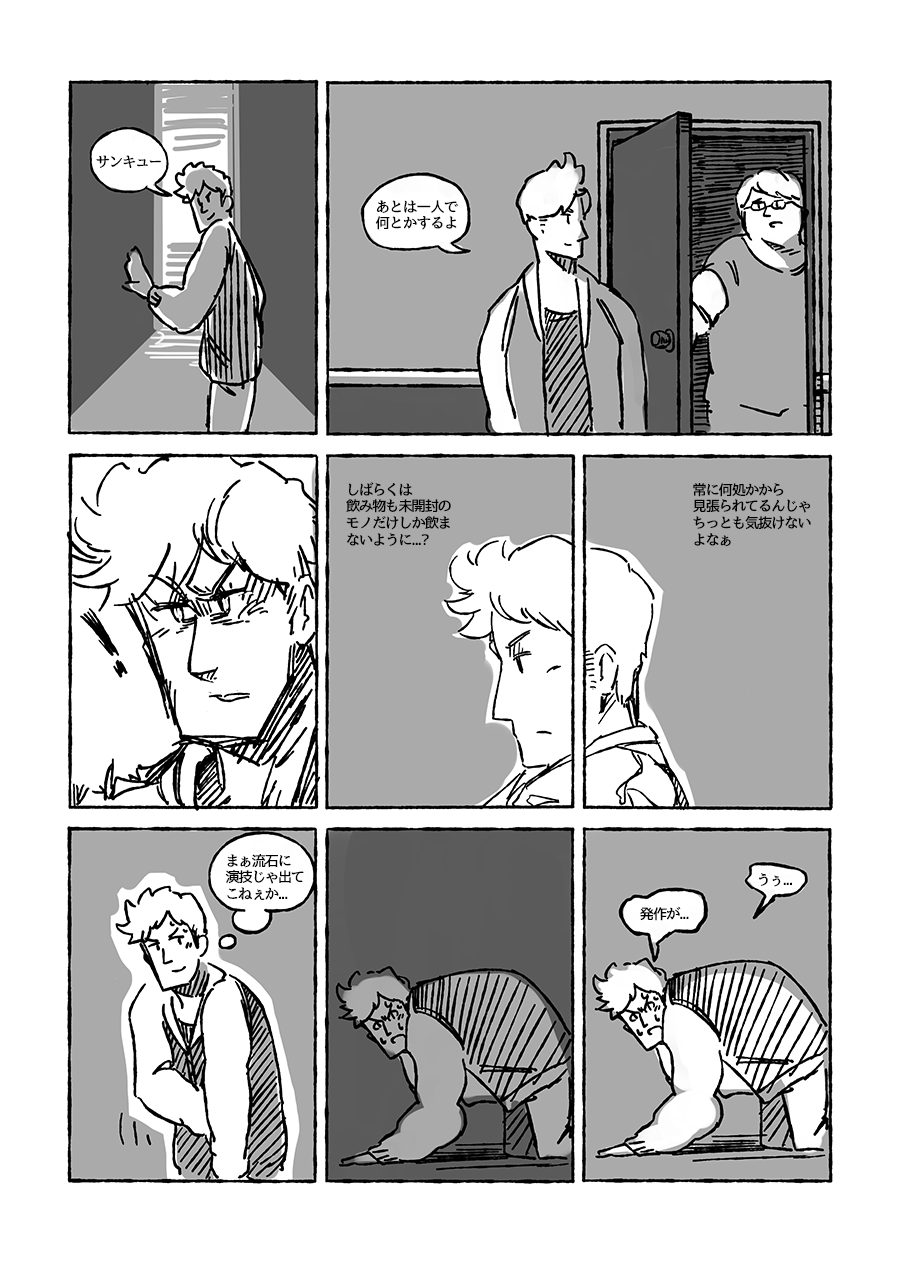 あとは一人で
何とかするよ
サンキュー
常に何処かから
見張られてるんじゃ
ちっとも気抜けない
よなぁ
しばらくは
飲み物も未開封の
モノだけしか飲ま
ないように...?
うぅ...
発作が...
まぁ流石に
演技じゃ出て
こねぇか...